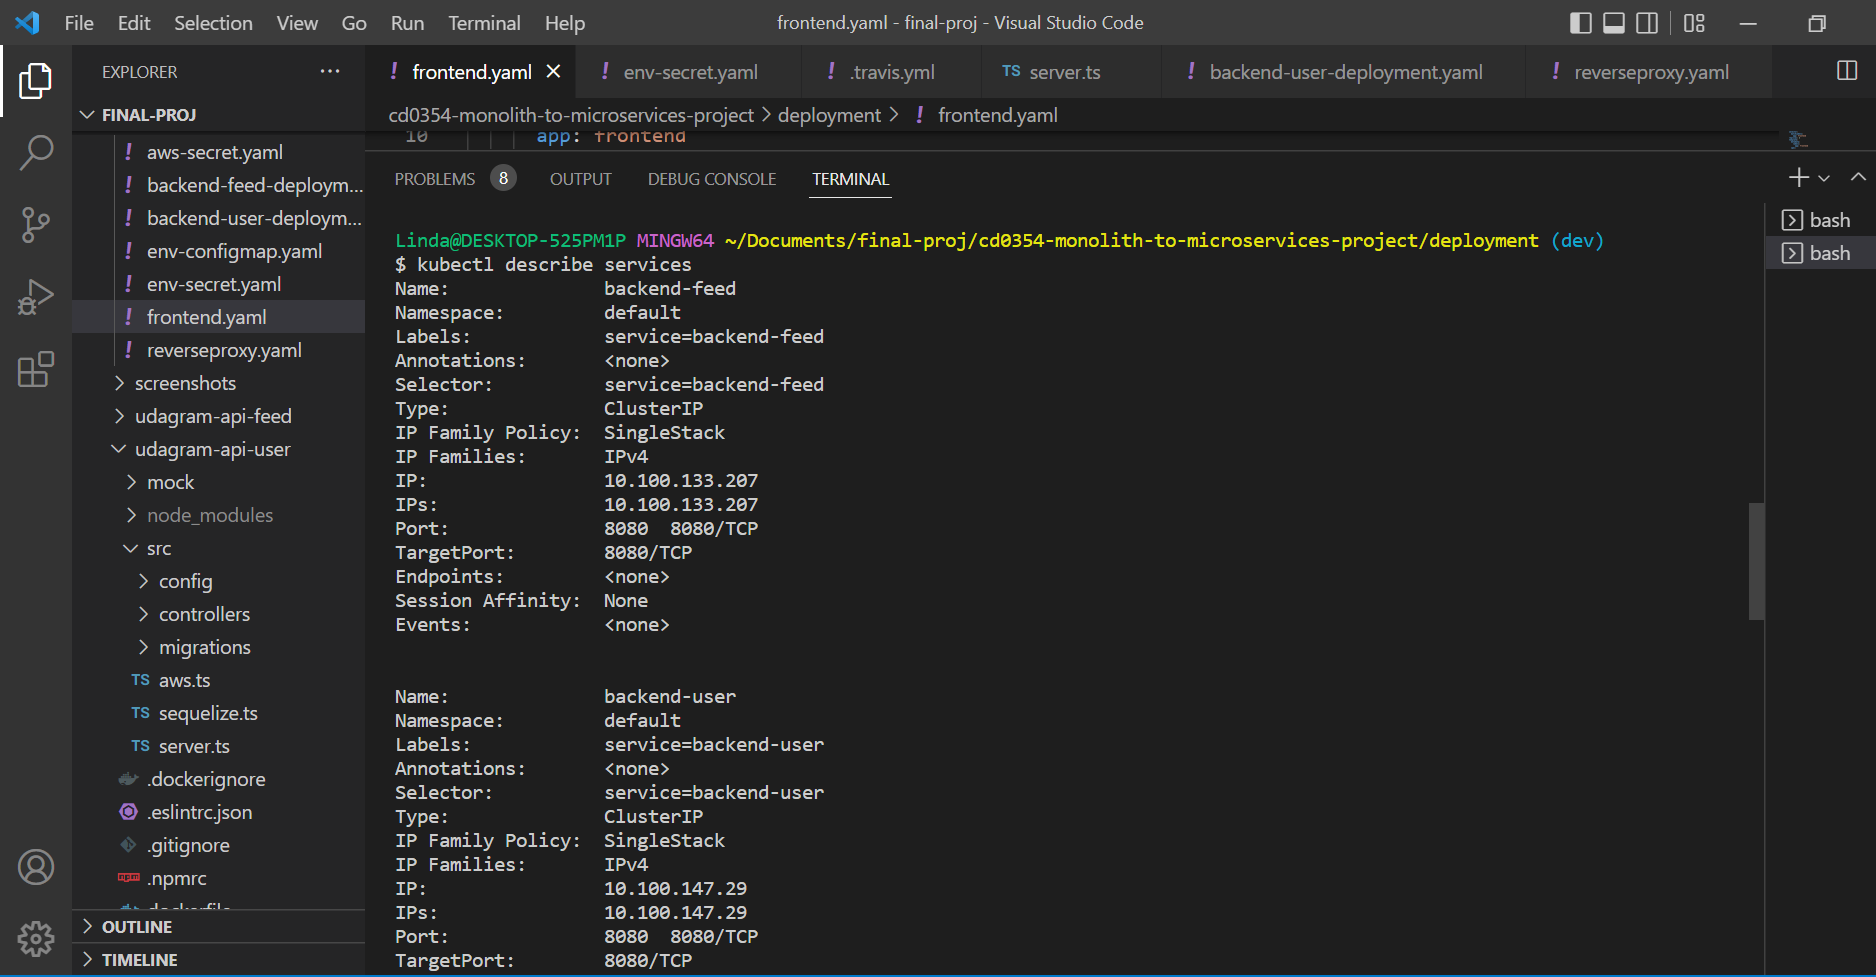 File Edit Selection View Go Run Terminal Help frontend.yaml - final-proj - Visual Studio Code
EXPLORER ···
FINAL-PROJ
! aws-secret.yaml
! backend-feed-deploym...
! backend-user-deploym...
! env-configmap.yaml
! env-secret.yaml
! frontend.yaml
! reverseproxy.yaml
screenshots
udagram-api-feed
udagram-api-user
mock
node_modules
src
config
controllers
migrations
TS aws.ts
TS sequelize.ts
TS server.ts
.dockerignore
.eslintrc.json
.gitignore
npm .npmrc
OUTLINE
TIMELINE
! frontend.yaml ! env-secret.yaml ! .travis.yml TS server.ts ! backend-user-deployment.yaml ! reverseproxy.yaml
cd0354-monolith-to-microservices-project > deployment > ! frontend.yaml
10 app: frontend
PROBLEMS 8 OUTPUT DEBUG CONSOLE TERMINAL
Linda@DESKTOP-525PM1P MINGW64 ~/Documents/final-proj/cd0354-monolith-to-microservices-project/deployment (dev)
$ kubectl describe services
Name: backend-feed
Namespace: default
Labels: service=backend-feed
Annotations: <none>
Selector: service=backend-feed
Type: ClusterIP
IP Family Policy: SingleStack
IP Families: IPv4
IP: 10.100.133.207
IPs: 10.100.133.207
Port: 8080 8080/TCP
TargetPort: 8080/TCP
Endpoints: <none>
Session Affinity: None
Events: <none>
Name: backend-user
Namespace: default
Labels: service=backend-user
Annotations: <none>
Selector: service=backend-user
Type: ClusterIP
IP Family Policy: SingleStack
IP Families: IPv4
IP: 10.100.147.29
IPs: 10.100.147.29
Port: 8080 8080/TCP
TargetPort: 8080/TCP
bash
bash